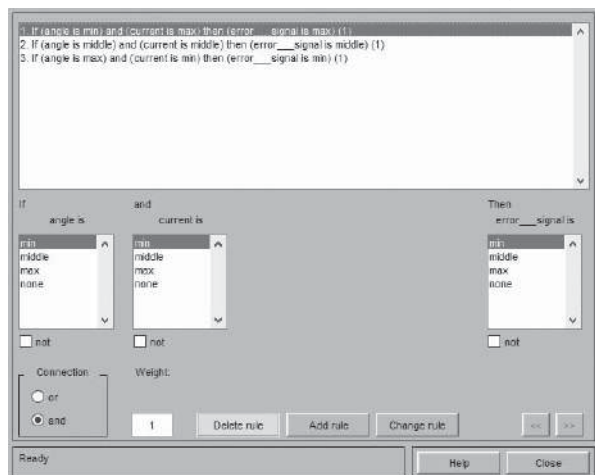 1. If (angle is min) and (current is max) then (error___signal is max) (1)
2. If (angle is middle) and (current is middle) then (error___signal is middle) (1)
3. If (angle is max) and (current is min) then (error___signal is min) (1)
If and Then
angle is current is error___signal is
min min min
middle middle middle
max max max
none none none
not not not
Connection Weight:
or
and 1 Delete rule Add rule Change rule << >>
Ready Help Close